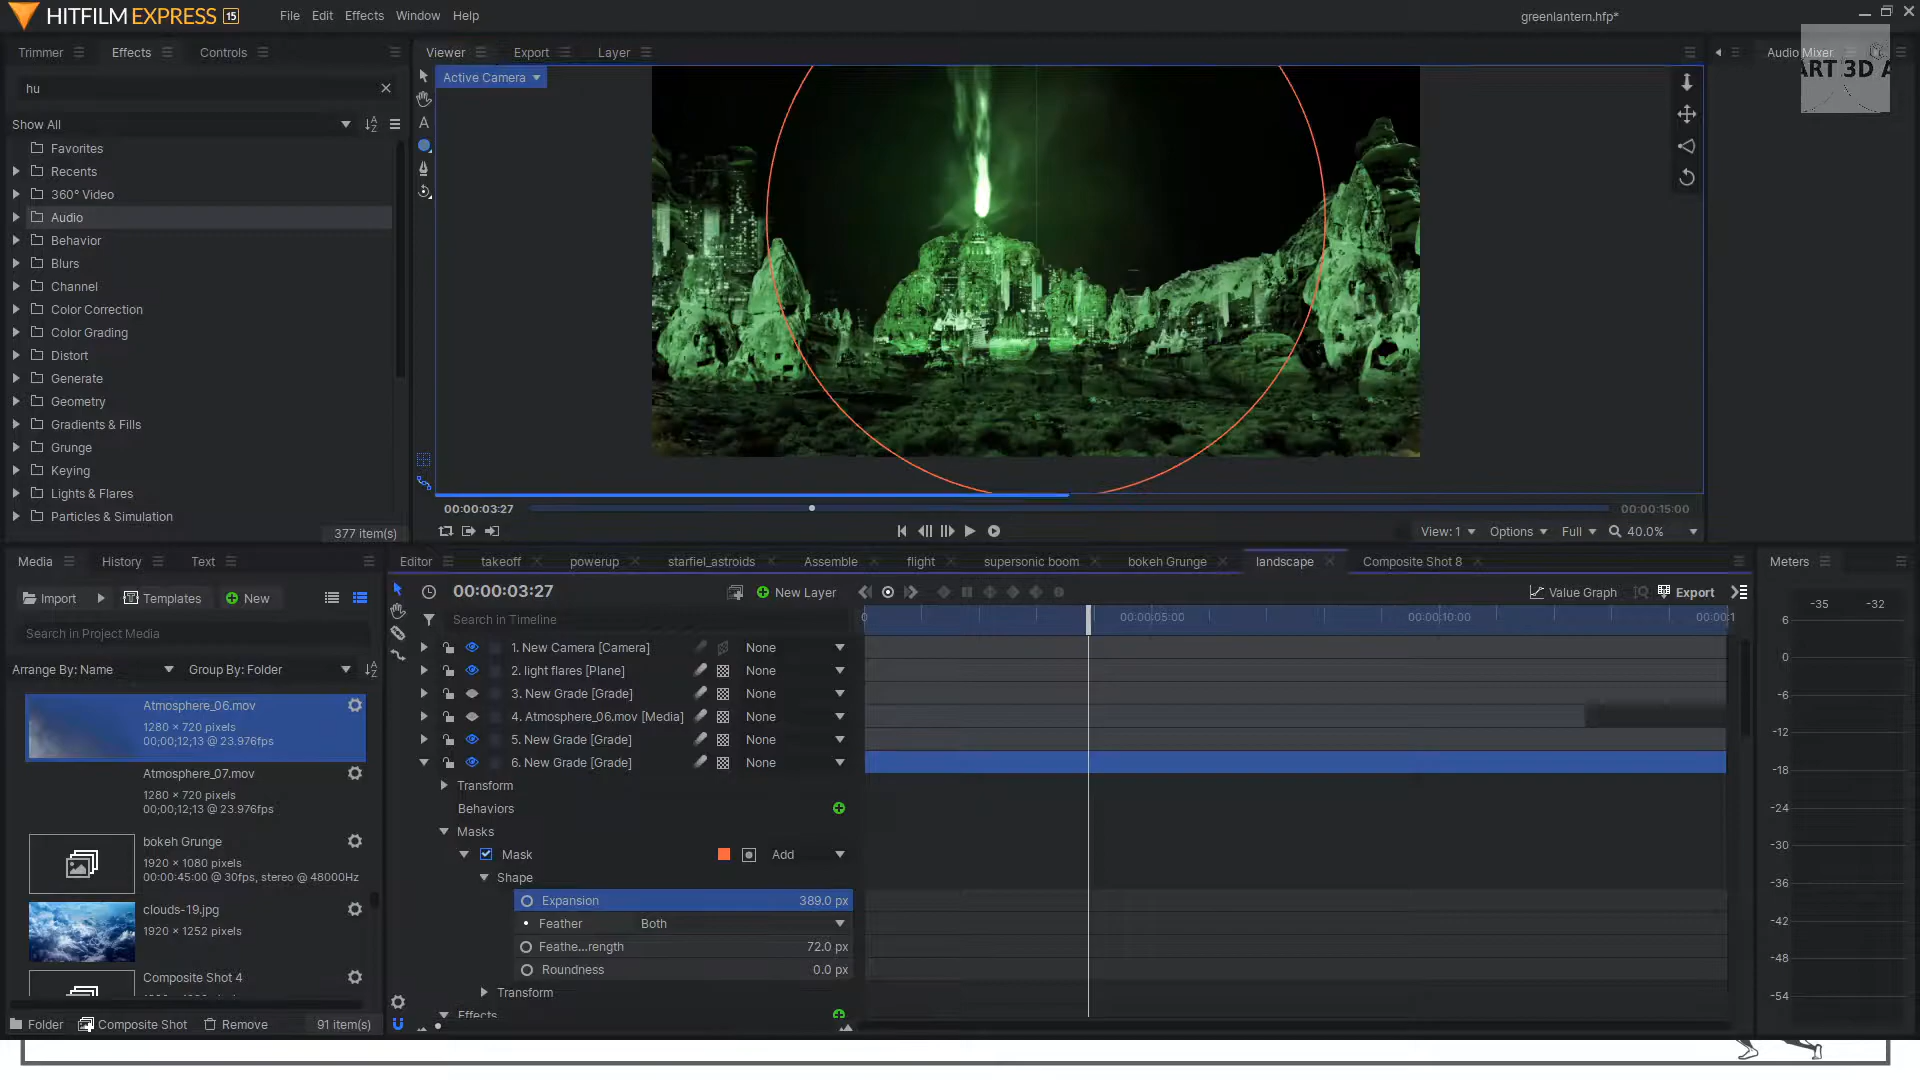 HITFILM EXPRESS 15
File Edit Effects Window Help
greenlantern.hfp*
Trimmer Effects Controls
Viewer Export Layer
Audio Mixer
ART 3D A
hu
Active Camera
Show All
Favorites
Recents
360° Video
Audio
Behavior
Blurs
Channel
Color Correction
Color Grading
Distort
Generate
Geometry
Gradients & Fills
Grunge
Keying
Lights & Flares
Particles & Simulation
377 item(s)
00:00:03:27
00:00:15:00
View: 1 Options Full 40.0%
Media History Text
Editor takeoff powerup starfiel_astroids Assemble flight supersonic boom bokeh Grunge landscape Composite Shot 8
Meters
Import Templates New
00:00:03:27
New Layer
Value Graph Export
-35 -32
Search in Project Media
Search in Timeline
0 00:00:05:00 00:00:10:00 00:00:1
Arrange By: Name Group By: Folder
Atmosphere_06.mov
1280 × 720 pixels
00;00;12;13 @ 23.976fps
Atmosphere_07.mov
1280 × 720 pixels
00;00;12;13 @ 23.976fps
bokeh Grunge
1920 × 1080 pixels
00:00:45:00 @ 30fps, stereo @ 48000Hz
clouds-19.jpg
1920 × 1252 pixels
Composite Shot 4
Folder Composite Shot Remove 91 item(s)
1. New Camera [Camera] None
2. light flares [Plane] None
3. New Grade [Grade] None
4. Atmosphere_06.mov [Media] None
5. New Grade [Grade] None
6. New Grade [Grade] None
Transform
Behaviors
Masks
Mask Add
Shape
Expansion 389.0 px
Feather Both
Feathe...rength 72.0 px
Roundness 0.0 px
Transform
Effects
6
0
-6
-12
-18
-24
-30
-36
-42
-48
-54